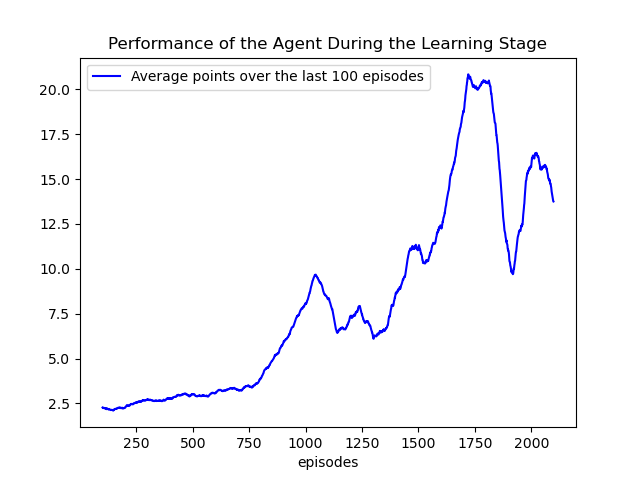 Performance of the Agent During the Learning Stage
Average points over the last 100 episodes
20.0
17.5
15.0
12.5
10.0
7.5
5.0
2.5
250 500 750 1000 1250 1500 1750 2000
episodes